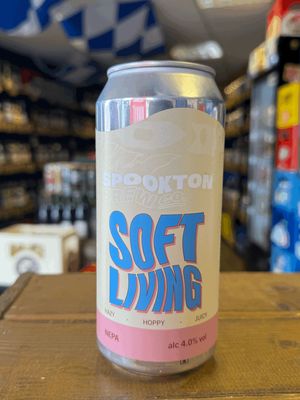 SPOOKTON
SOFT
LIVING
HAZY - HOPPY - JUICY
NEPA alc 4.0% vol